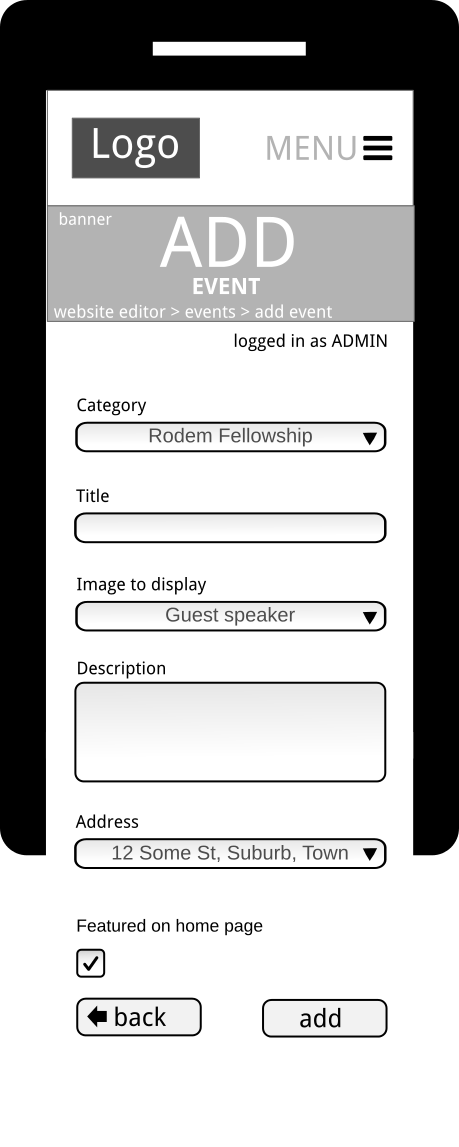 Logo
MENU
banner
ADD
EVENT
website editor > events > add event
logged in as ADMIN
Category
Rodem Fellowship
Title
Image to display
Guest speaker
Description
Address
12 Some St, Suburb, Town
Featured on home page
back
add